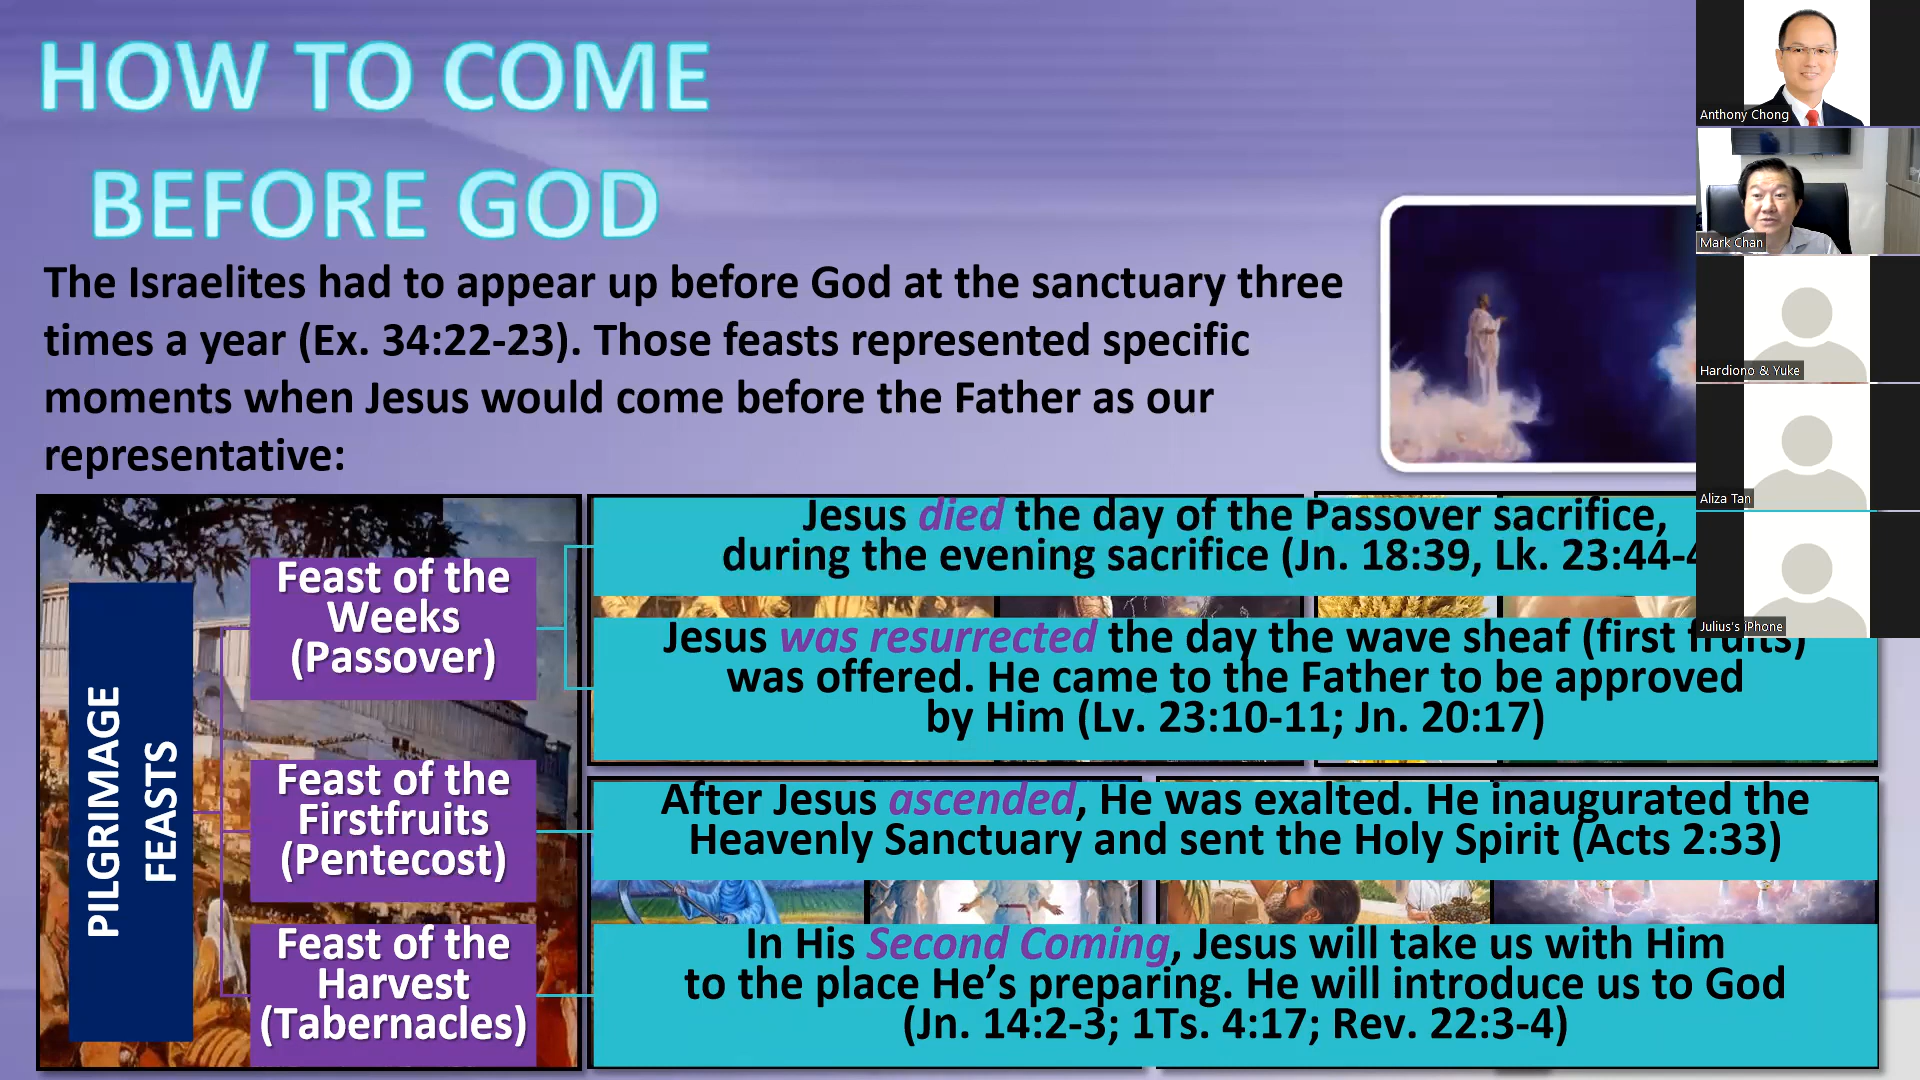 HOW TO COME
BEFORE GOD
The Israelites had to appear up before God at the sanctuary three
times a year (Ex. 34:22-23). Those feasts represented specific
moments when Jesus would come before the Father as our
representative:
PILGRIMAGE
FEASTS
Feast of the
Weeks
(Passover)
Jesus died the day of the Passover sacrifice,
during the evening sacrifice (Jn. 18:39, Lk. 23:44-
Jesus was resurrected the day the wave sheaf (first fruits)
was offered. He came to the Father to be approved
by Him (Lv. 23:10-11; Jn. 20:17)
Feast of the
Firstfruits
(Pentecost)
After Jesus ascended, He was exalted. He inaugurated the
Heavenly Sanctuary and sent the Holy Spirit (Acts 2:33)
Feast of the
Harvest
(Tabernacles)
In His Second Coming, Jesus will take us with Him
to the place He’s preparing. He will introduce us to God
(Jn. 14:2-3; 1Ts. 4:17; Rev. 22:3-4)
Anthony Chong
Mark Chan
Hardiono & Yuke
Aliza Tan
Julius's iPhone